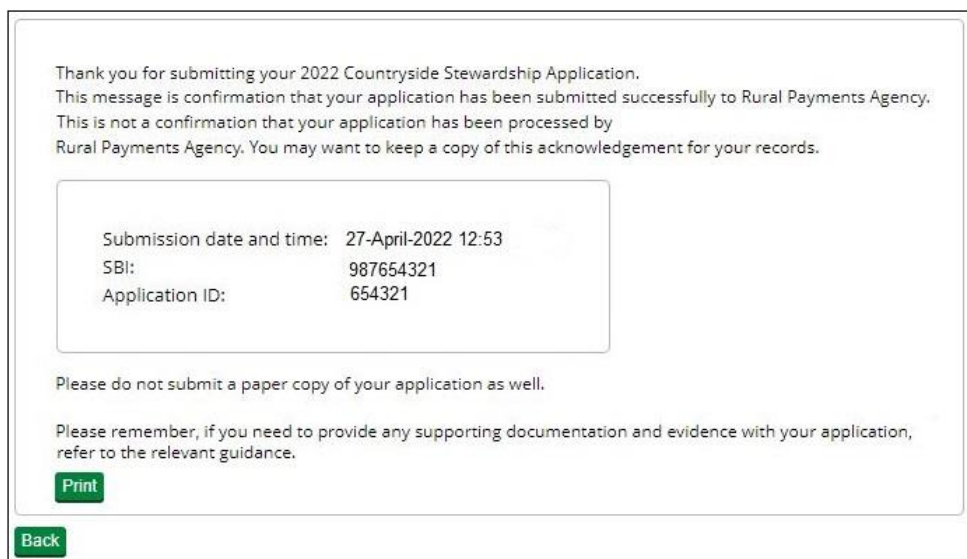 Thank you for submitting your 2022 Countryside Stewardship Application.
This message is confirmation that your application has been submitted successfully to Rural Payments Agency.
This is not a confirmation that your application has been processed by
Rural Payments Agency. You may want to keep a copy of this acknowledgement for your records.
Submission date and time: 27-April-2022 12:53
SBI: 987654321
Application ID: 654321
Please do not submit a paper copy of your application as well.
Please remember, if you need to provide any supporting documentation and evidence with your application,
refer to the relevant guidance.
Print
Back